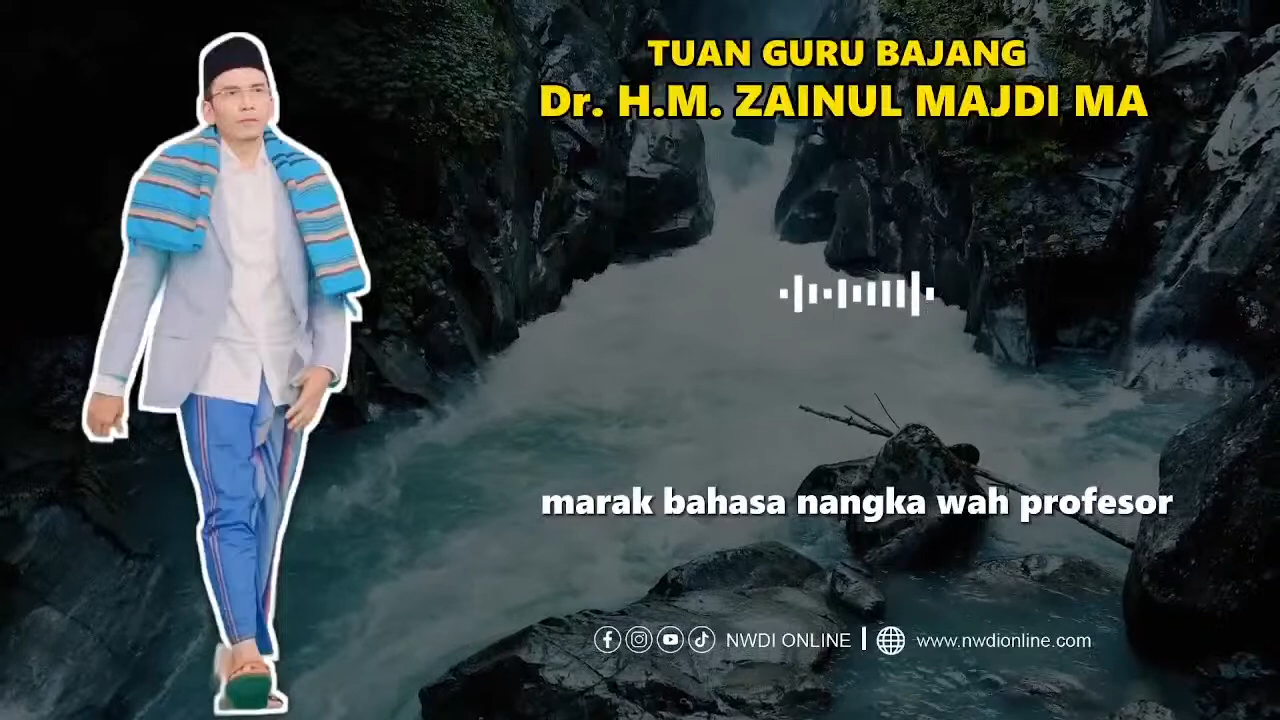 TUAN GURU BAJANG
Dr. H.M. ZAINUL MAJDI MA
marak bahasa nangka wah profesor
NWDI ONLINE | www.nwdionline.com